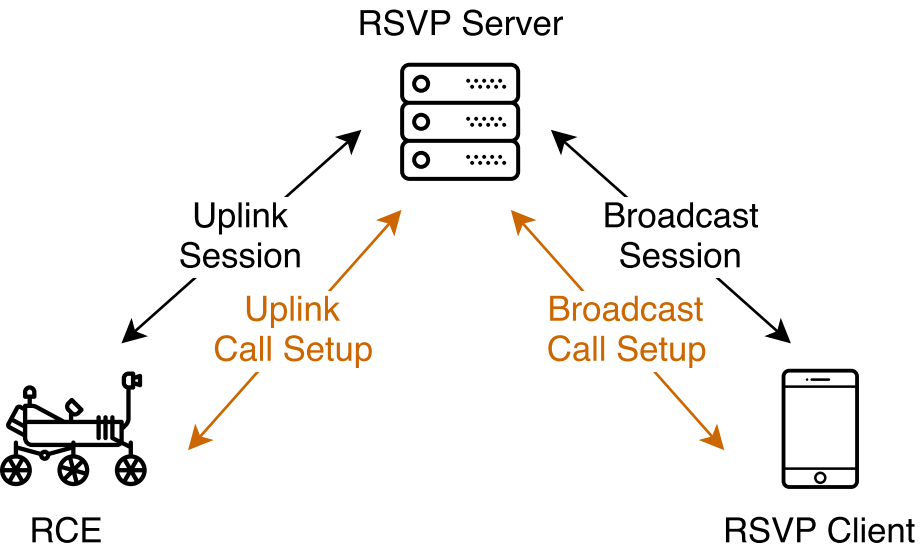 RSVP Server
Uplink
Session
Broadcast
Session
Uplink
Call Setup
Broadcast
Call Setup
RCE
RSVP Client